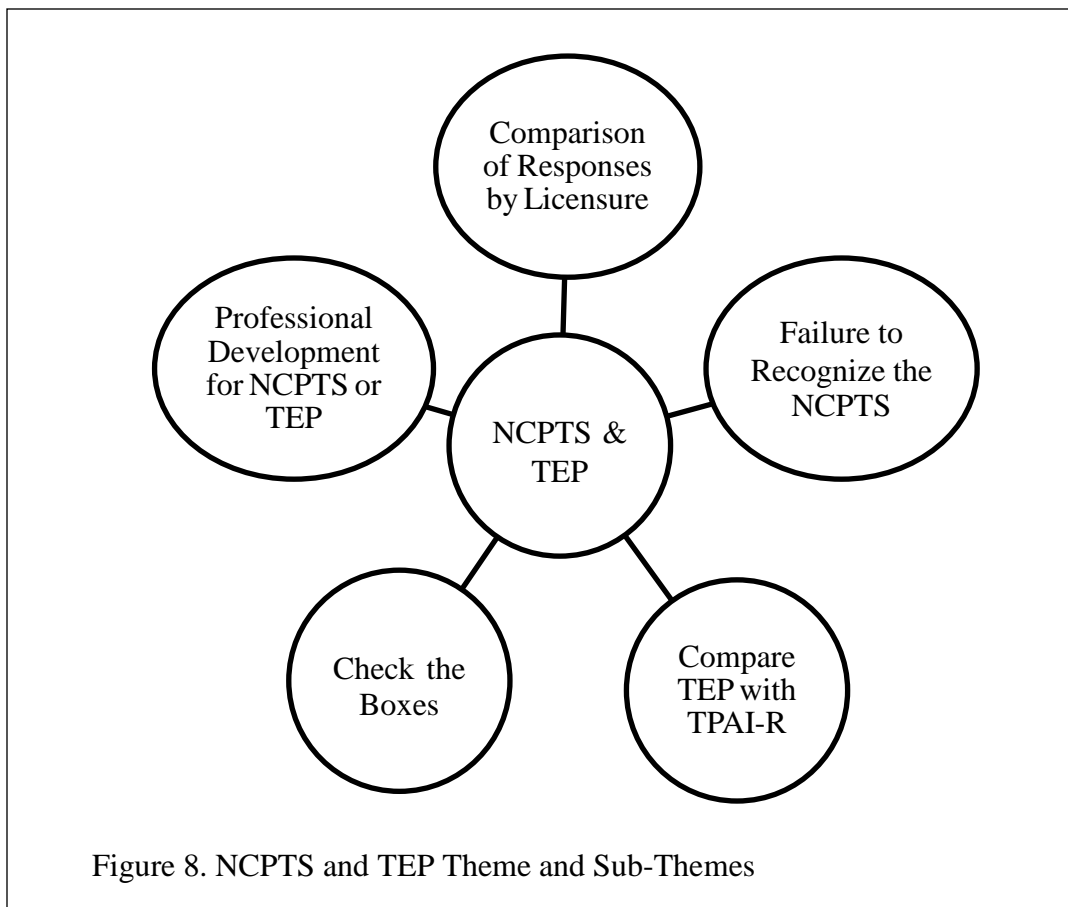 Comparison
of Responses
by Licensure
Professional
Development
for NCPTS or
TEP
Failure to
Recognize the
NCPTS
NCPTS &
TEP
Check the
Boxes
Compare
TEP with
TPAI-R
Figure 8. NCPTS and TEP Theme and Sub-Themes